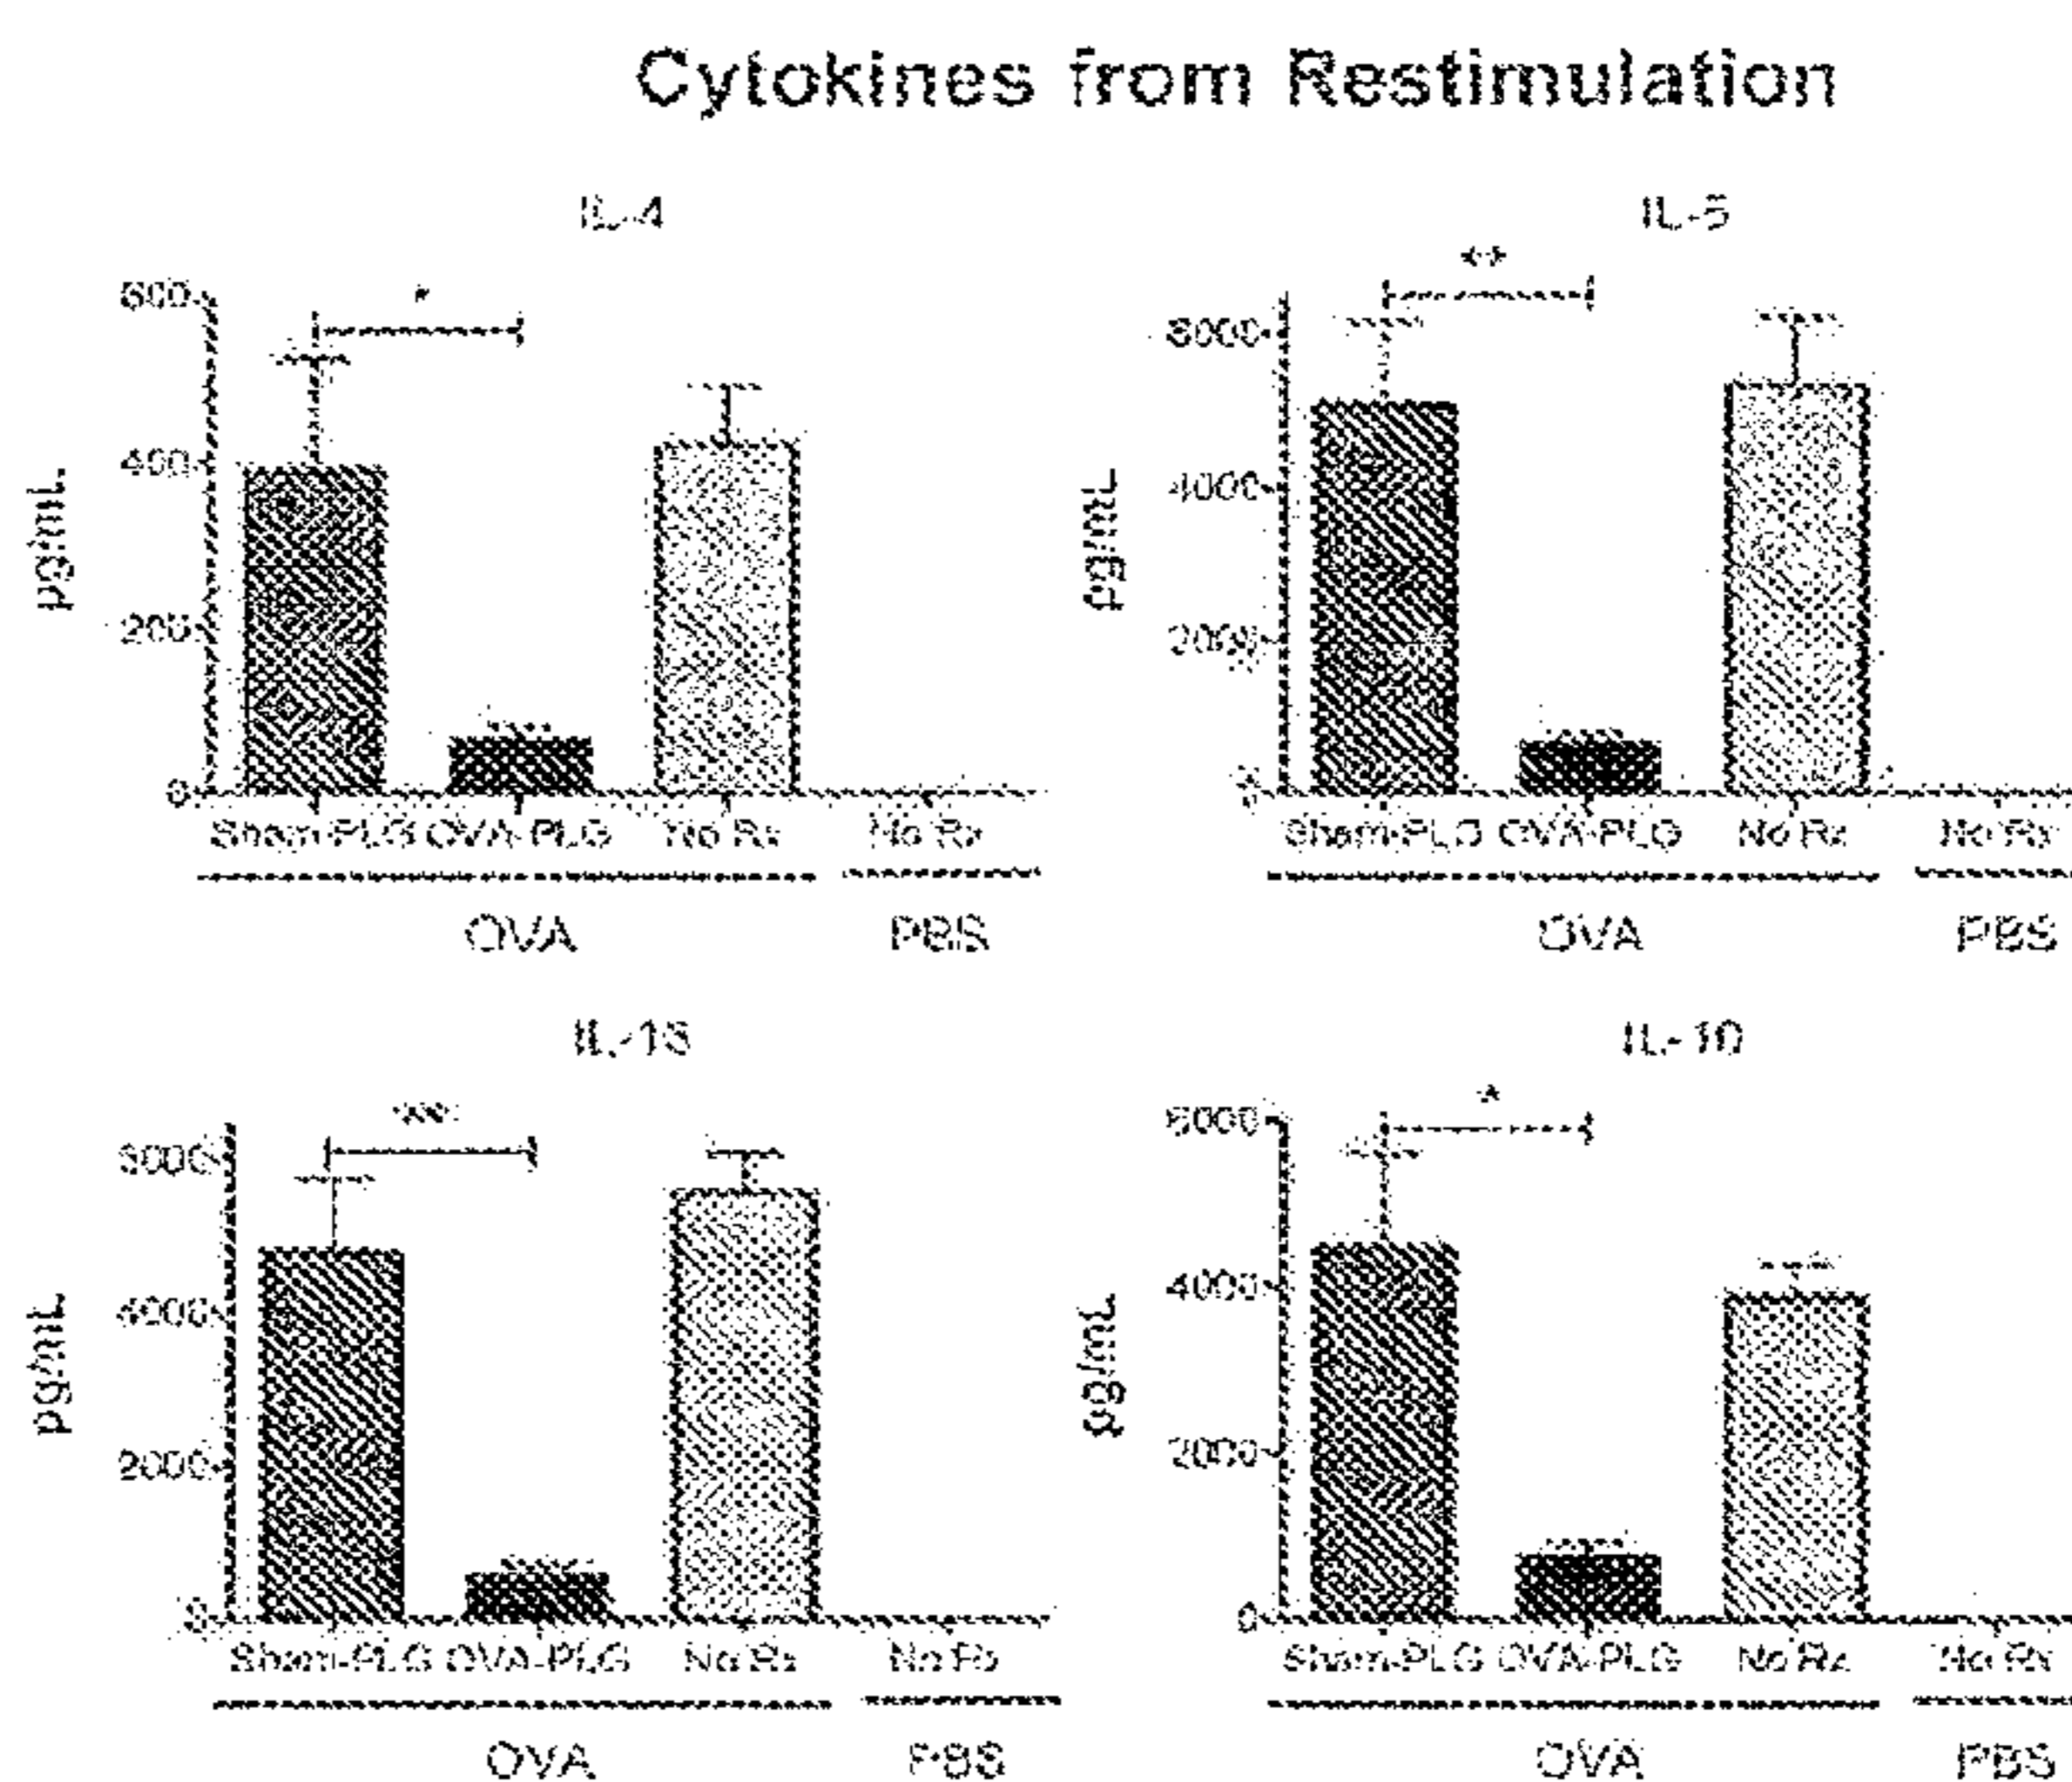 Cytokines from Restimulation
IL-4
*
600
400
200
0
pg/mL
Sham-PLG OVA-PLG No Rx No Rx
OVA PBS
IL-5
**
6000
4000
2000
0
pg/mL
Sham-PLG OVA-PLG No Rx No Rx
OVA PBS
IL-13
6000
4000
2000
0
pg/mL
Sham-PLG OVA-PLG No Rx No Rx
OVA PBS
IL-10
*
6000
4000
2000
0
pg/mL
Sham-PLG OVA-PLG No Rx No Rx
OVA PBS